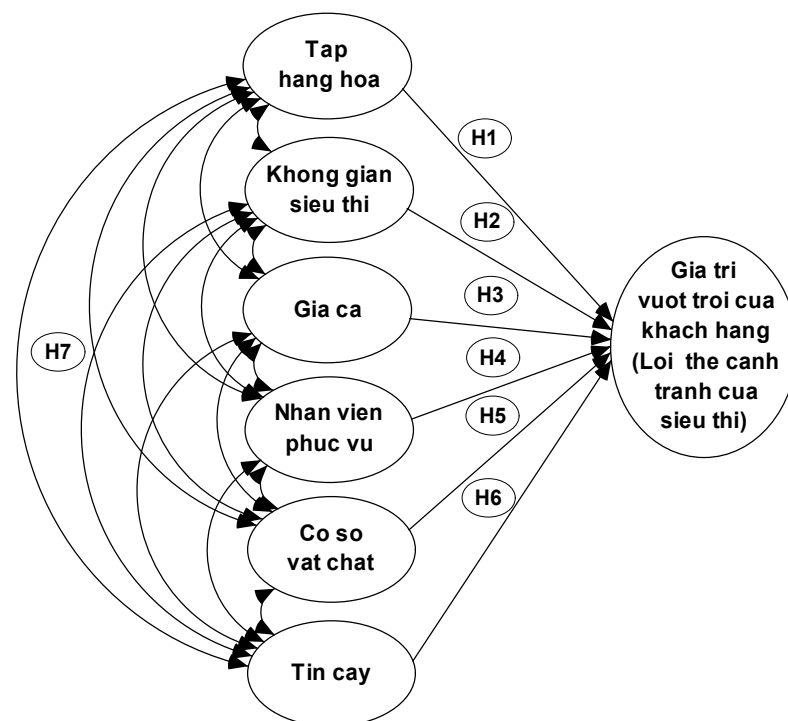 Tap
hang hoa
H1
Khong gian
sieu thi
H2
Gia ca
H3
H7
Nhan vien
phuc vu
H4
H5
Co so
vat chat
H6
Tin cay
Gia tri
vuot troi cua
khach hang
(Loi the canh
tranh cua
sieu thi)